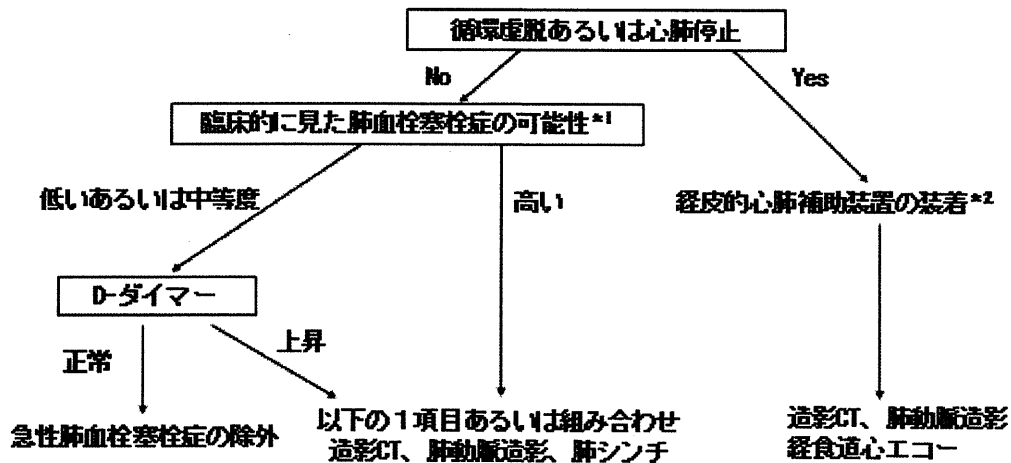 循環虚脱あるいは心肺停止
No
Yes
臨床的に見た肺血栓塞栓症の可能性*1
低いあるいは中等度
高い
経皮的心肺補助装置の装着*2
D-ダイマー
正常
上昇
急性肺血栓塞栓症の除外
以下の１項目あるいは組み合わせ
造影CT、肺動脈造影、肺シンチ
造影CT、肺動脈造影
経食道心エコー